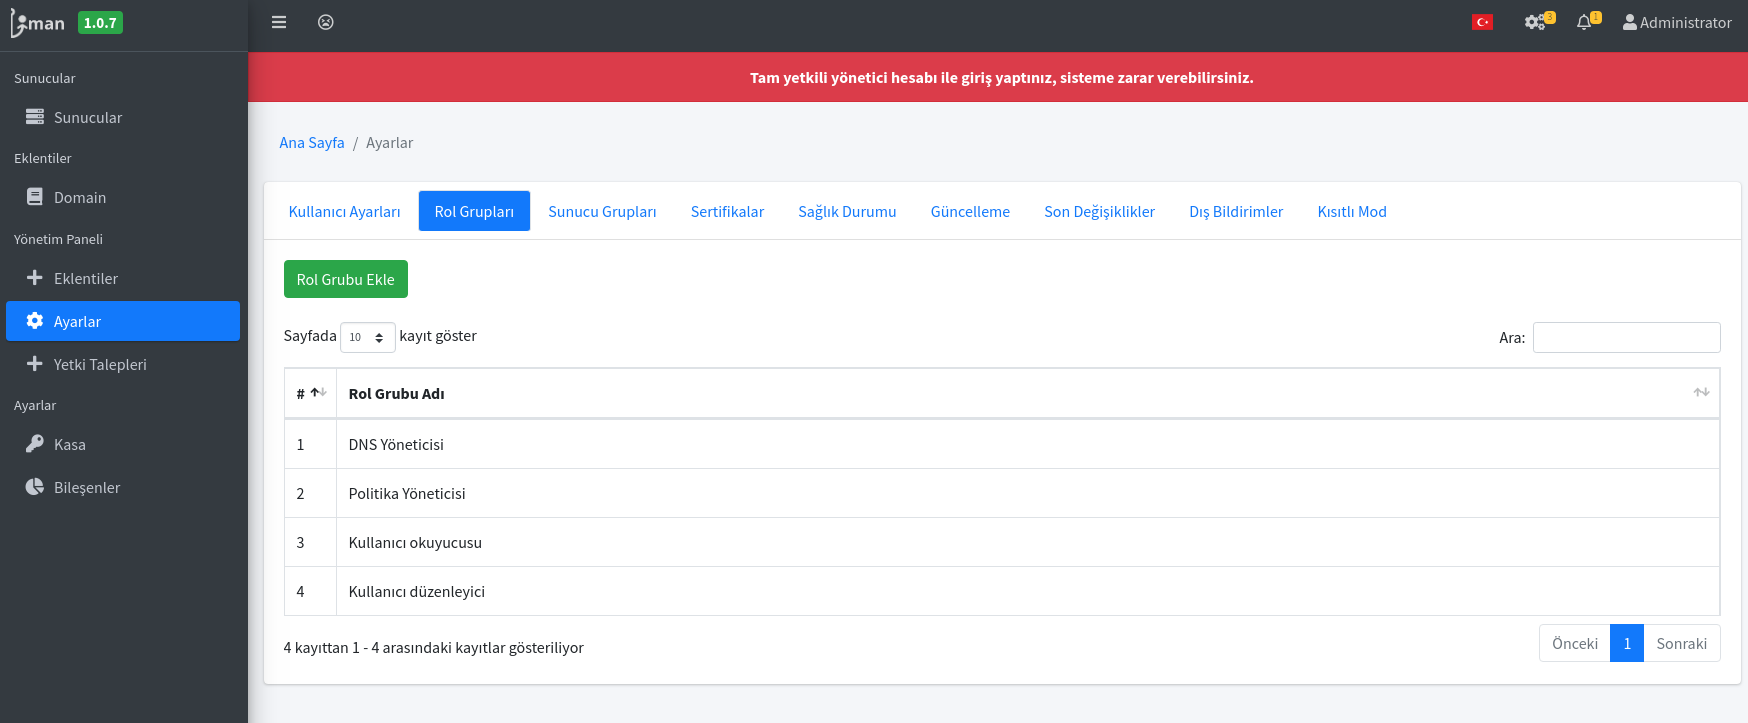 Liman 1.0.7
3 1 Administrator
Tam yetkili yönetici hesabı ile giriş yaptınız, sisteme zarar verebilirsiniz.
Sunucular
Sunucular
Eklentiler
Domain
Yönetim Paneli
Eklentiler
Ayarlar
Yetki Talepleri
Ayarlar
Kasa
Bileşenler
Ana Sayfa / Ayarlar
Kullanıcı Ayarları Rol Grupları Sunucu Grupları Sertifikalar Sağlık Durumu Güncelleme Son Değişiklikler Dış Bildirimler Kısıtlı Mod
Rol Grubu Ekle
Sayfada 10 kayıt göster Ara:
# Rol Grubu Adı
1 DNS Yöneticisi
2 Politika Yöneticisi
3 Kullanıcı okuyucusu
4 Kullanıcı düzenleyici
4 kayıttan 1 - 4 arasındaki kayıtlar gösteriliyor Önceki 1 Sonraki